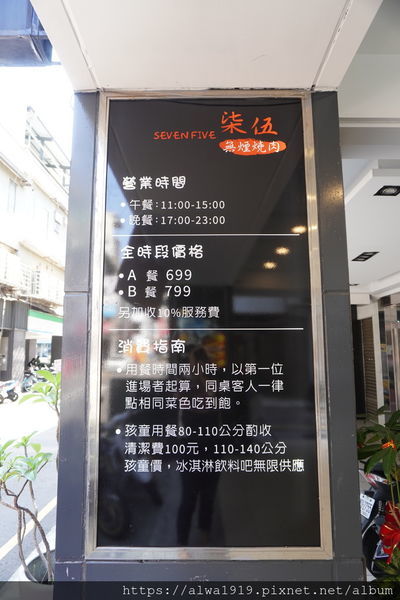 柒伍
SEVEN FIVE
無煙燒肉
營業時間
•午餐:11:00-15:00
•晚餐:17:00-23:00
全時段價格
•A 餐 699
•B 餐 799
另加收10%服務費
消費指南
•用餐時間兩小時，以第一位
進場者起算，同桌客人一律
點相同菜色吃到飽。
•孩童用餐80-110公分酌收
清潔費100元，110-140公分
孩童價，冰淇淋飲料吧無限供應
https://alwa1919.pixnet.net/album